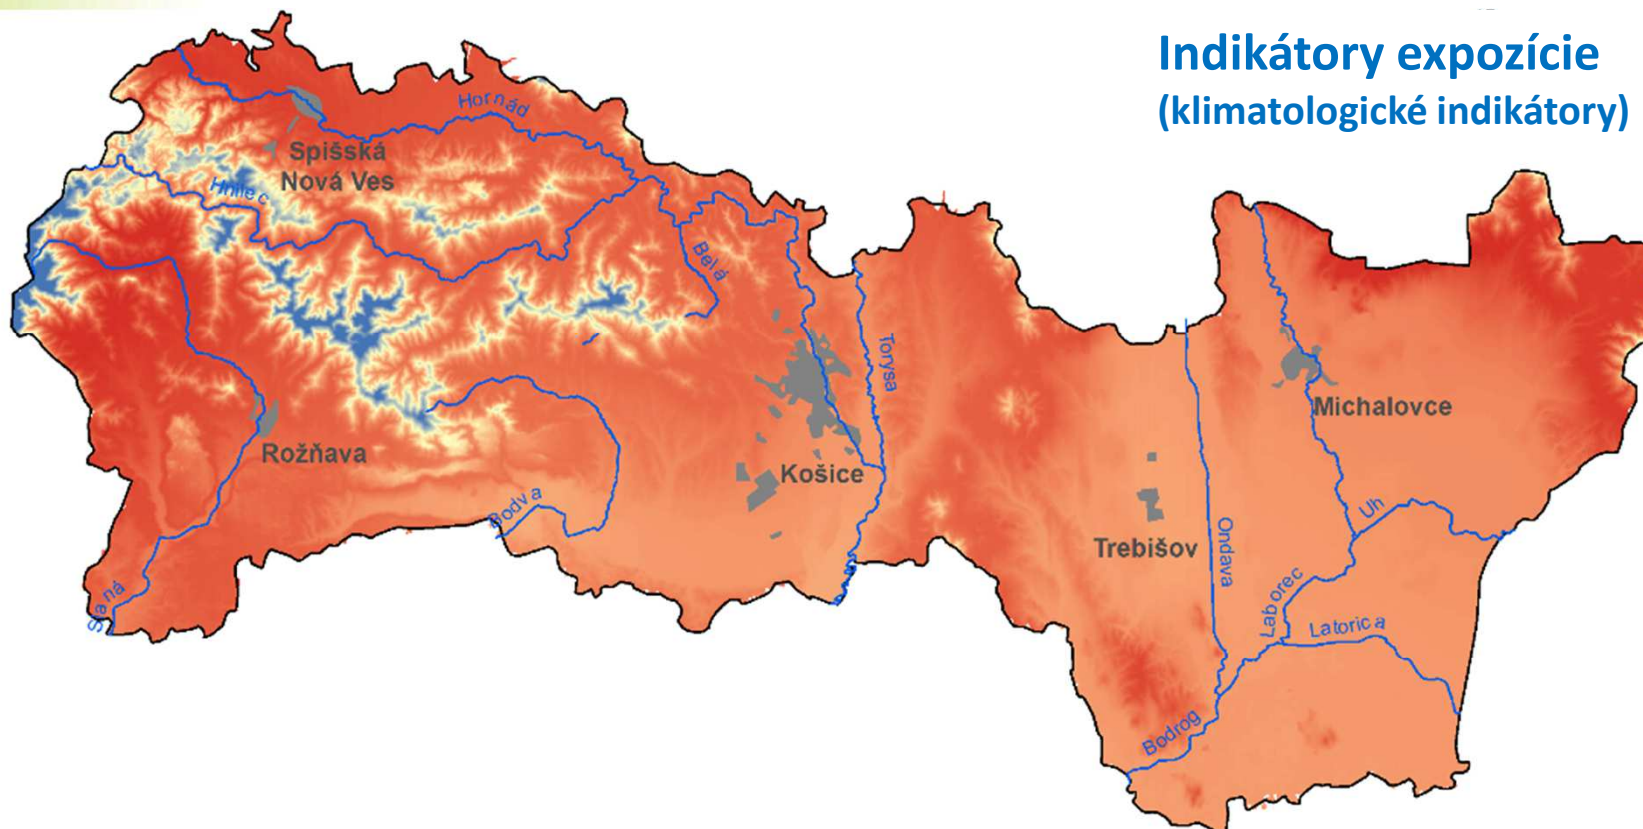 Indikátory expozície
(klimatologické indikátory)
Hornád
Spišská
Nová Ves
Hnilec
Belá
Torysa
Michalovce
Rožňava
Košice
Bodva
Uh
Trebišov
Ondava
Slaná
Laborec
Latorica
Bodrog